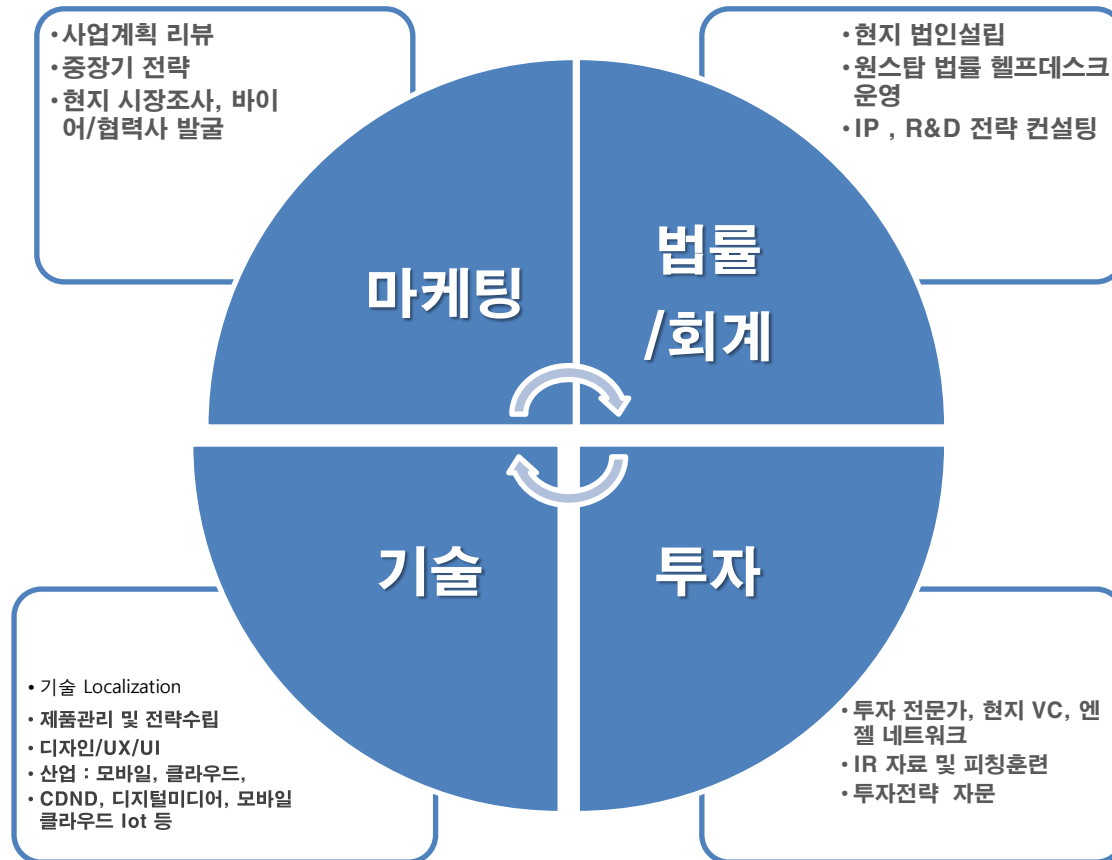 • 사업계획 리뷰
• 중장기 전략
• 현지 시장조사, 바이
어/협력사 발굴
• 현지 법인설립
• 원스탑 법률 헬프데스크
운영
• IP , R&D 전략 컨설팅
마케팅
법률
/회계
기술
투자
• 기술 Localization
• 제품관리 및 전략수립
• 디자인/UX/UI
• 산업 : 모바일, 클라우드,
• CDND, 디지털미디어, 모바일
클라우드 Iot 등
• 투자 전문가, 현지 VC, 엔
젤 네트워크
• IR 자료 및 피칭훈련
• 투자전략 자문